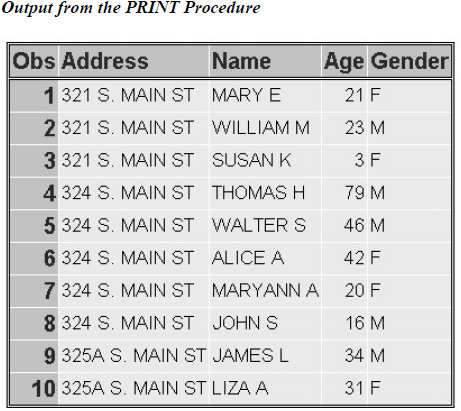 Output from the PRINT Procedure
Obs Address Name Age Gender
1 321 S. MAIN ST MARY E 21 F
2 321 S. MAIN ST WILLIAM M 23 M
3 321 S. MAIN ST SUSAN K 3 F
4 324 S. MAIN ST THOMAS H 79 M
5 324 S. MAIN ST WALTER S 46 M
6 324 S. MAIN ST ALICE A 42 F
7 324 S. MAIN ST MARYANN A 20 F
8 324 S. MAIN ST JOHN S 16 M
9 325A S. MAIN ST JAMES L 34 M
10 325A S. MAIN ST LIZA A 31 F